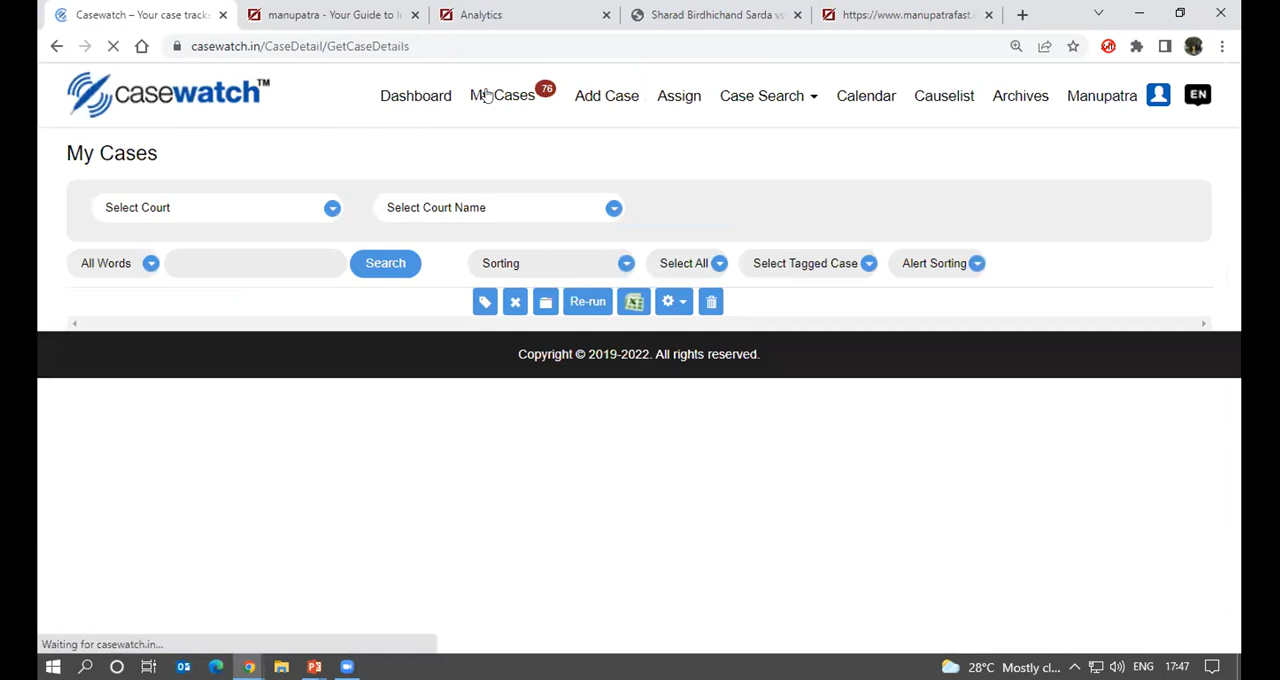 Casewatch – Your case track
manupatra - Your Guide to I
Analytics
Sharad Birdhichand Sarda vs
https://www.manupatrafast.
casewatch.in/CaseDetail/GetCaseDetails
casewatch™
Dashboard
My Cases 76
Add Case
Assign
Case Search
Calendar
Causelist
Archives
Manupatra
EN
My Cases
Select Court
Select Court Name
All Words
Search
Sorting
Select All
Select Tagged Case
Alert Sorting
Re-run
Copyright © 2019-2022. All rights reserved.
Waiting for casewatch.in...
28°C Mostly cl...
ENG
17:47